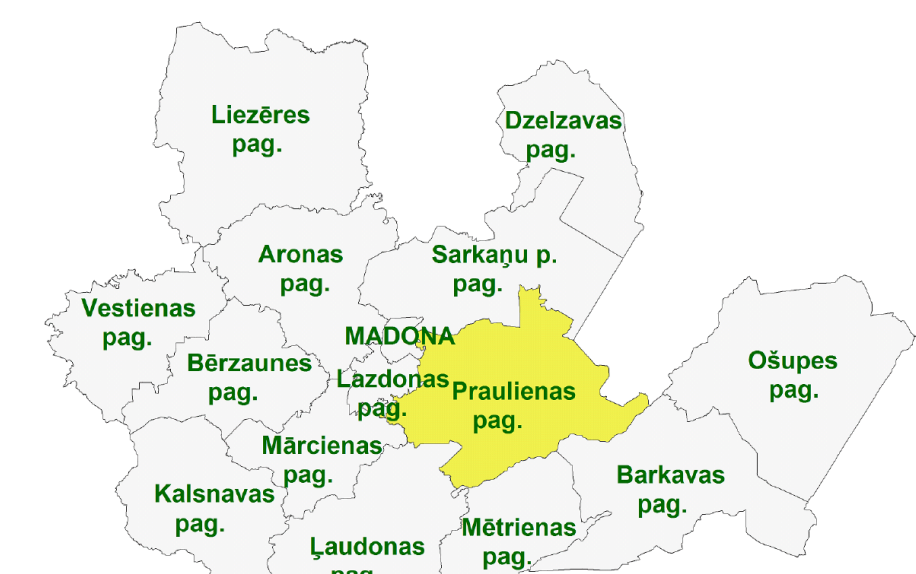 Liezēres
pag.
Dzelzavas
pag.
Aronas
pag.
Sarkaņu p.
pag.
Vestienas
pag.
MADONA
Bērzaunes
pag.
Lazdonas
pag.
Praulienas
pag.
Ošupes
pag.
Mārcienas
pag.
Kalsnavas
pag.
Barkavas
pag.
Ļaudonas
pag.
Mētrienas
pag.